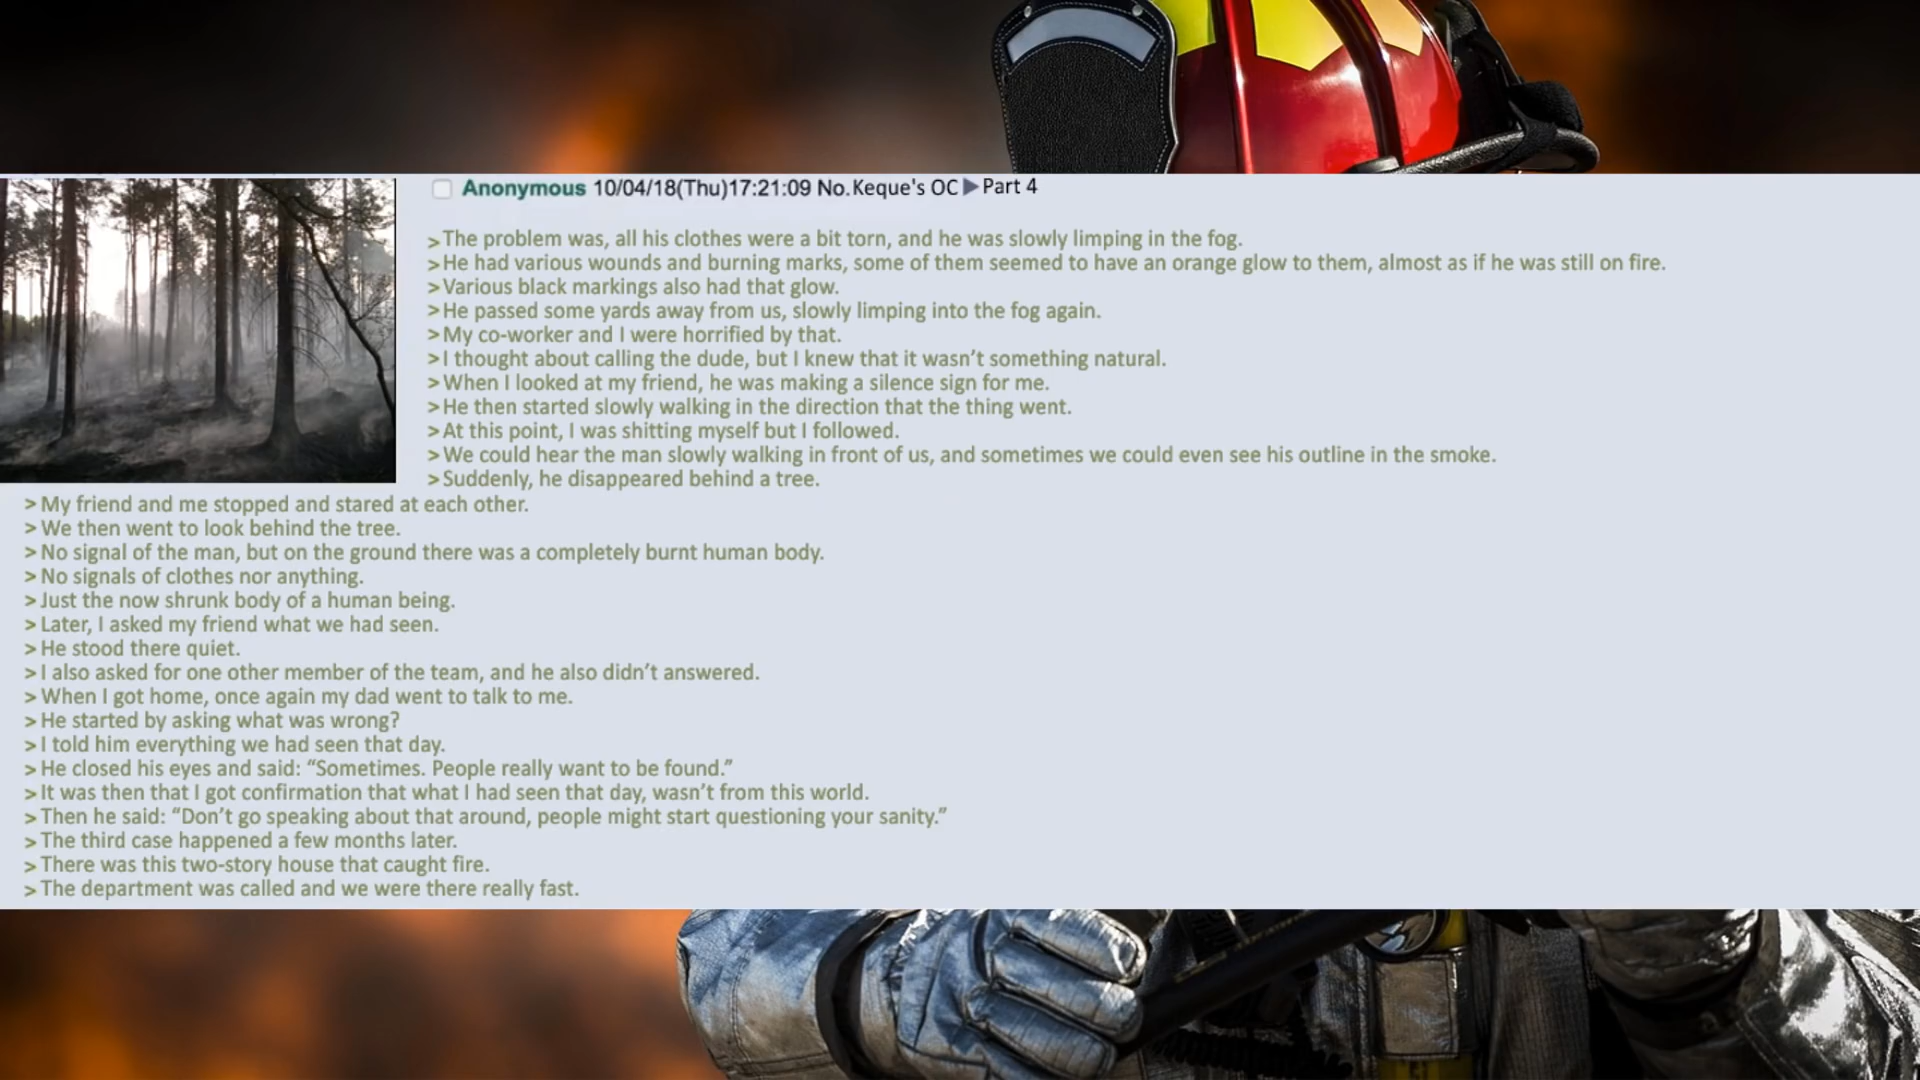 Anonymous 10/04/18(Thu)17:21:09 No.Keque's OC ▶ Part 4
>The problem was, all his clothes were a bit torn, and he was slowly limping in the fog.
>He had various wounds and burning marks, some of them seemed to have an orange glow to them, almost as if he was still on fire.
>Various black markings also had that glow.
>He passed some yards away from us, slowly limping into the fog again.
>My co-worker and I were horrified by that.
>I thought about calling the dude, but I knew that it wasn’t something natural.
>When I looked at my friend, he was making a silence sign for me.
>He then started slowly walking in the direction that the thing went.
>At this point, I was shitting myself but I followed.
>We could hear the man slowly walking in front of us, and sometimes we could even see his outline in the smoke.
>Suddenly, he disappeared behind a tree.
>My friend and me stopped and stared at each other.
>We then went to look behind the tree.
>No signal of the man, but on the ground there was a completely burnt human body.
>No signals of clothes nor anything.
>Just the now shrunk body of a human being.
>Later, I asked my friend what we had seen.
>He stood there quiet.
>I also asked for one other member of the team, and he also didn’t answered.
>When I got home, once again my dad went to talk to me.
>He started by asking what was wrong?
>I told him everything we had seen that day.
>He closed his eyes and said: “Sometimes. People really want to be found.”
>It was then that I got confirmation that what I had seen that day, wasn’t from this world.
>Then he said: “Don’t go speaking about that around, people might start questioning your sanity.”
>The third case happened a few months later.
>There was this two-story house that caught fire.
>The department was called and we were there really fast.